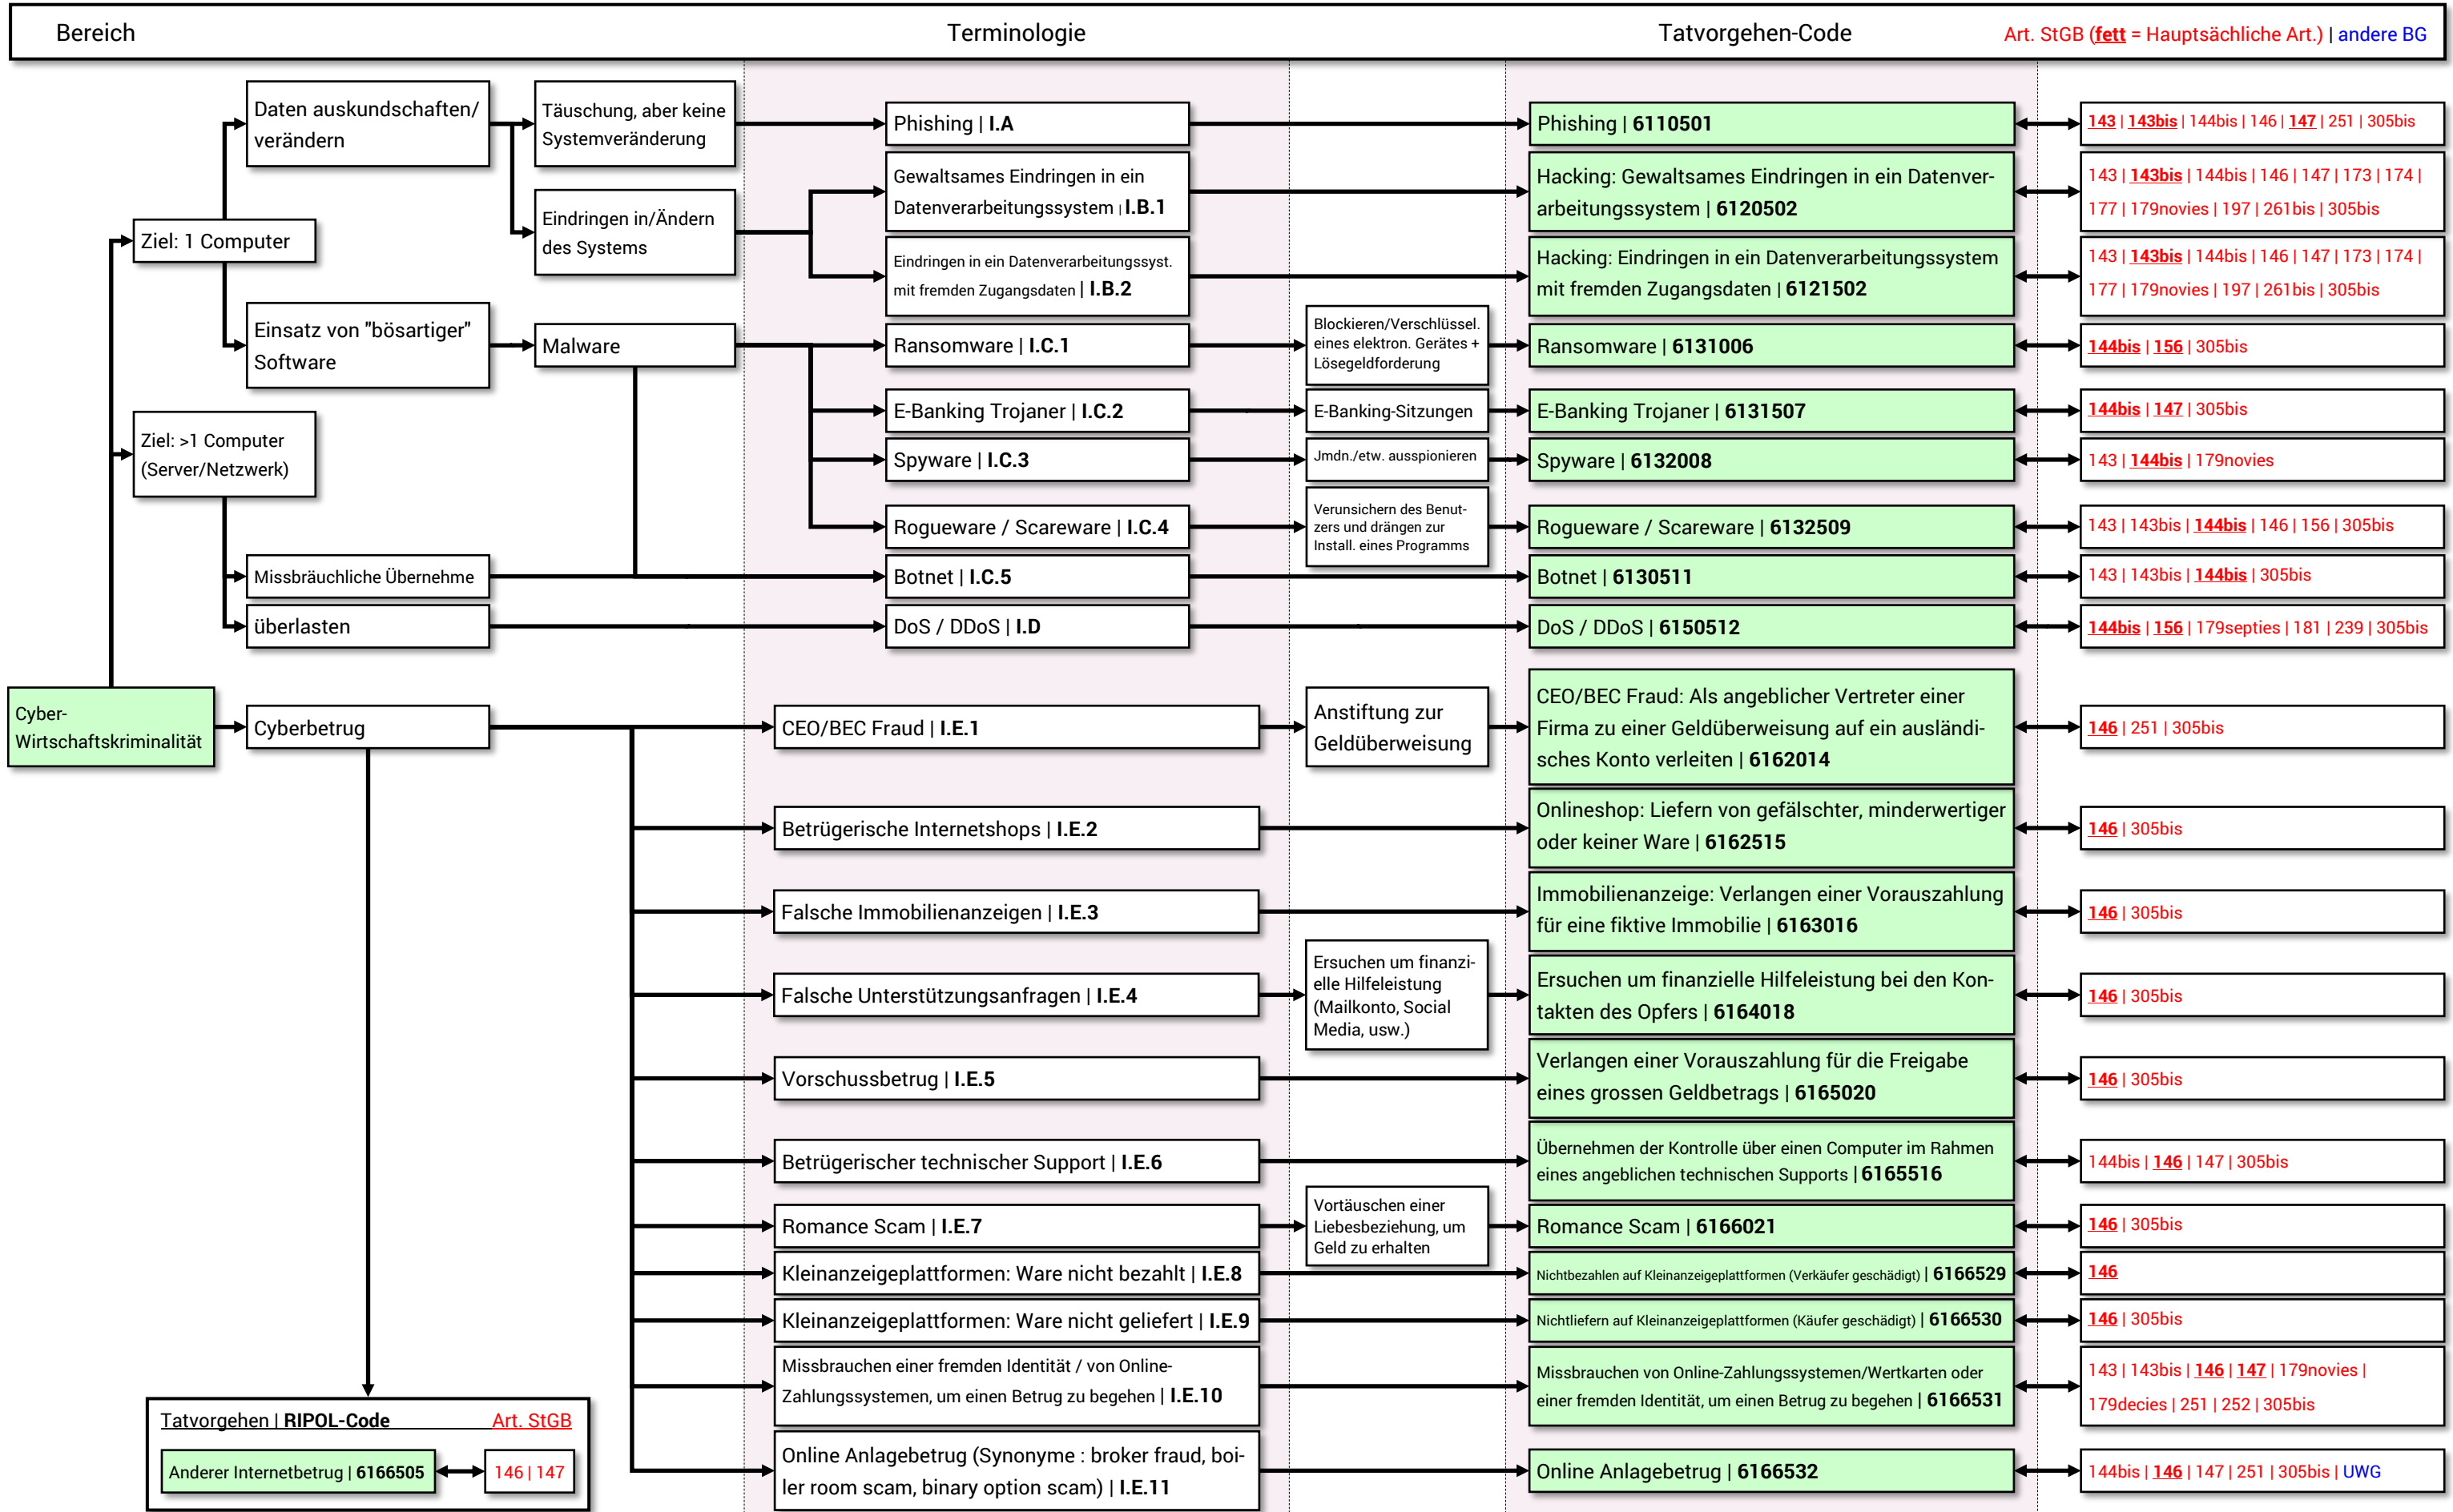 Bereich
Terminologie
Tatvorgehen-Code
Art. StGB (fett = Hauptsächliche Art.) | andere BG
Daten auskundschaften/
verändern
Täuschung, aber keine
Systemveränderung
Phishing | I.A
Phishing | 6110501
143 | 143bis | 144bis | 146 | 147 | 251 | 305bis
Ziel: 1 Computer
Eindringen in/Ändern
des Systems
Gewaltsames Eindringen in ein
Datenverarbeitungssystem | I.B.1
Hacking: Gewaltsames Eindringen in ein Datenver-
arbeitungssystem | 6120502
143 | 143bis | 144bis | 146 | 147 | 173 | 174 |
177 | 179novies | 197 | 261bis | 305bis
Eindringen in ein Datenverarbeitungssyst.
mit fremden Zugangsdaten | I.B.2
Hacking: Eindringen in ein Datenverarbeitungssystem
mit fremden Zugangsdaten | 6121502
143 | 143bis | 144bis | 146 | 147 | 173 | 174 |
177 | 179novies | 197 | 261bis | 305bis
Einsatz von "bösartiger"
Software
Malware
Ransomware | I.C.1
Blockieren/Verschlüssel.
eines elektron. Gerätes +
Lösegeldforderung
Ransomware | 6131006
144bis | 156 | 305bis
E-Banking Trojaner | I.C.2
E-Banking-Sitzungen
E-Banking Trojaner | 6131507
144bis | 147 | 305bis
Ziel: >1 Computer
(Server/Netzwerk)
Spyware | I.C.3
Jmdn./etw. ausspionieren
Spyware | 6132008
143 | 144bis | 179novies
Rogueware / Scareware | I.C.4
Verunsichern des Benut-
zers und drängen zur
Install. eines Programms
Rogueware / Scareware | 6132509
143 | 143bis | 144bis | 146 | 156 | 305bis
Missbräuchliche Übernehme
Botnet | I.C.5
Botnet | 6130511
143 | 143bis | 144bis | 305bis
überlasten
DoS / DDoS | I.D
DoS / DDoS | 6150512
144bis | 156 | 179septies | 181 | 239 | 305bis
Cyber-
Wirtschaftskriminalität
Cyberbetrug
CEO/BEC Fraud | I.E.1
Anstiftung zur
Geldüberweisung
CEO/BEC Fraud: Als angeblicher Vertreter einer
Firma zu einer Geldüberweisung auf ein ausländi-
sches Konto verleiten | 6162014
146 | 251 | 305bis
Betrügerische Internetshops | I.E.2
Onlineshop: Liefern von gefälschter, minderwertiger
oder keiner Ware | 6162515
146 | 305bis
Falsche Immobilienanzeigen | I.E.3
Immobilienanzeige: Verlangen einer Vorauszahlung
für eine fiktive Immobilie | 6163016
146 | 305bis
Falsche Unterstützungsanfragen | I.E.4
Ersuchen um finanzi-
elle Hilfeleistung
(Mailkonto, Social
Media, usw.)
Ersuchen um finanzielle Hilfeleistung bei den Kon-
takten des Opfers | 6164018
146 | 305bis
Vorschussbetrug | I.E.5
Verlangen einer Vorauszahlung für die Freigabe
eines grossen Geldbetrags | 6165020
146 | 305bis
Betrügerischer technischer Support | I.E.6
Übernehmen der Kontrolle über einen Computer im Rahmen
eines angeblichen technischen Supports | 6165516
144bis | 146 | 147 | 305bis
Romance Scam | I.E.7
Vortäuschen einer
Liebesbeziehung, um
Geld zu erhalten
Romance Scam | 6166021
146 | 305bis
Kleinanzeigeplattformen: Ware nicht bezahlt | I.E.8
Nichtbezahlen auf Kleinanzeigeplattformen (Verkäufer geschädigt) | 6166529
146
Kleinanzeigeplattformen: Ware nicht geliefert | I.E.9
Nichtliefern auf Kleinanzeigeplattformen (Käufer geschädigt) | 6166530
146 | 305bis
Missbrauchen einer fremden Identität / von Online-
Zahlungssystemen, um einen Betrug zu begehen | I.E.10
Missbrauchen von Online-Zahlungssystemen/Wertkarten oder
einer fremden Identität, um einen Betrug zu begehen | 6166531
143 | 143bis | 146 | 147 | 179novies |
179decies | 251 | 252 | 305bis
Online Anlagebetrug (Synonyme : broker fraud, boi-
ler room scam, binary option scam) | I.E.11
Online Anlagebetrug | 6166532
144bis | 146 | 147 | 251 | 305bis | UWG
Tatvorgehen | RIPOL-Code Art. StGB
Anderer Internetbetrug | 6166505
146 | 147